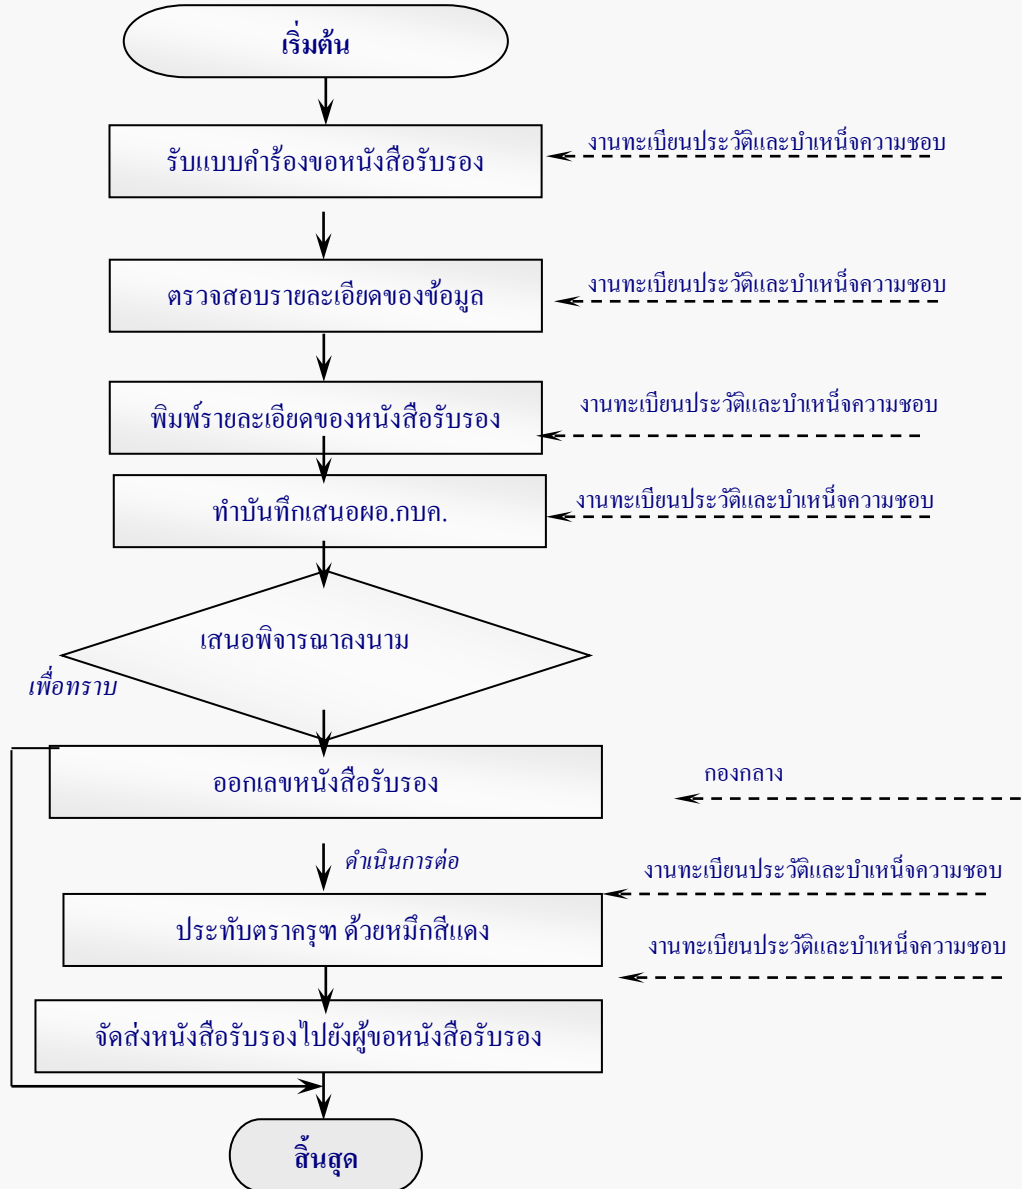 เริ่มต้น
รับแบบคำร้องขอหนังสือรับรอง
งานทะเบียนประวัติและบำเหน็จความชอบ
ตรวจสอบรายละเอียดของข้อมูล
งานทะเบียนประวัติและบำเหน็จความชอบ
พิมพ์รายละเอียดของหนังสือรับรอง
งานทะเบียนประวัติและบำเหน็จความชอบ
ทำบันทึกเสนอผอ.กบค.
งานทะเบียนประวัติและบำเหน็จความชอบ
เสนอพิจารณาลงนาม
เพื่อทราบ
ออกเลขหนังสือรับรอง
กองกลาง
ดำเนินการต่อ
งานทะเบียนประวัติและบำเหน็จความชอบ
ประทับตราครุฑ ด้วยหมึกสีแดง
งานทะเบียนประวัติและบำเหน็จความชอบ
จัดส่งหนังสือรับรองไปยังผู้ขอหนังสือรับรอง
สิ้นสุด